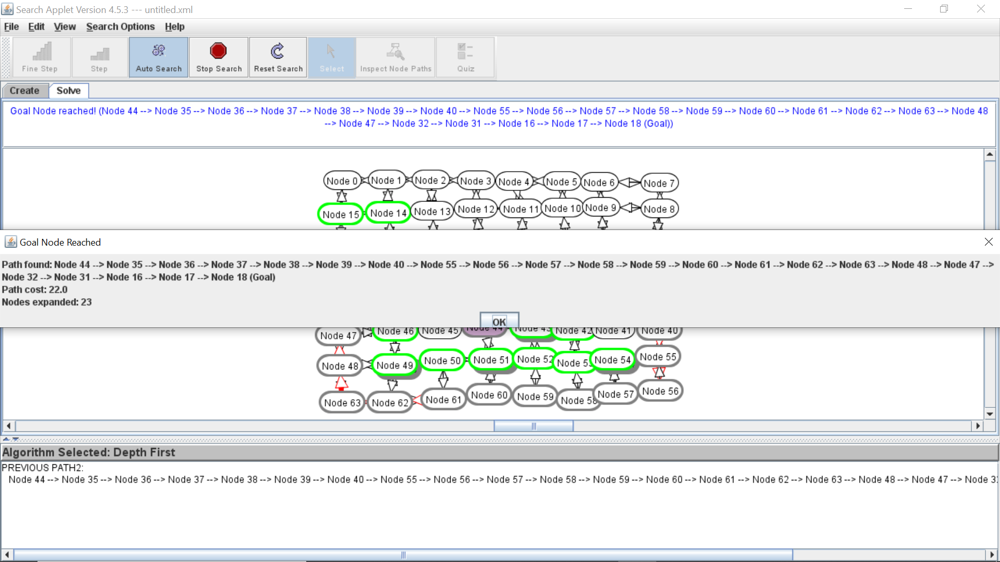 Search Applet Version 4.5.3 --- untitled.xml
File Edit View Search Options Help
Fine Step Step Auto Search Stop Search Reset Search Select Inspect Node Paths Quiz
Create Solve
Goal Node reached! (Node 44 --> Node 35 --> Node 36 --> Node 37 --> Node 38 --> Node 39 --> Node 40 --> Node 55 --> Node 56 --> Node 57 --> Node 58 --> Node 59 --> Node 60 --> Node 61 --> Node 62 --> Node 63 --> Node 48
--> Node 47 --> Node 32 --> Node 31 --> Node 16 --> Node 17 --> Node 18 (Goal))
Node 0 Node 1 Node 2 Node 3 Node 4 Node 5 Node 6 Node 7
Node 15 Node 14 Node 13 Node 12 Node 11 Node 10 Node 9 Node 8
Goal Node Reached
Path found: Node 44 --> Node 35 --> Node 36 --> Node 37 --> Node 38 --> Node 39 --> Node 40 --> Node 55 --> Node 56 --> Node 57 --> Node 58 --> Node 59 --> Node 60 --> Node 61 --> Node 62 --> Node 63 --> Node 48 --> Node 47 -->
Node 32 --> Node 31 --> Node 16 --> Node 17 --> Node 18 (Goal)
Path cost: 22.0
Nodes expanded: 23
OK
Node 47 Node 46 Node 45 Node 44 Node 43 Node 42 Node 41 Node 40
Node 48 Node 49 Node 50 Node 51 Node 52 Node 5 Node 54 Node 55
Node 63 Node 62 Node 61 Node 60 Node 59 Node 58 Node 57 Node 56
Algorithm Selected: Depth First
PREVIOUS PATH2:
Node 44 --> Node 35 --> Node 36 --> Node 37 --> Node 38 --> Node 39 --> Node 40 --> Node 55 --> Node 56 --> Node 57 --> Node 58 --> Node 59 --> Node 60 --> Node 61 --> Node 62 --> Node 63 --> Node 48 --> Node 47 --> Node 3